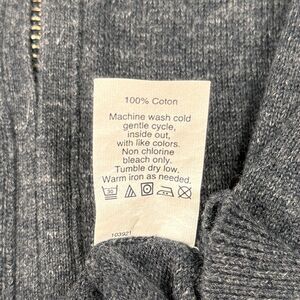 100% Coton
Machine wash cold
gentle cycle,
inside out,
with like colors.
Non chlorine
bleach only.
Tumble dry low.
Warm iron as needed.
103921